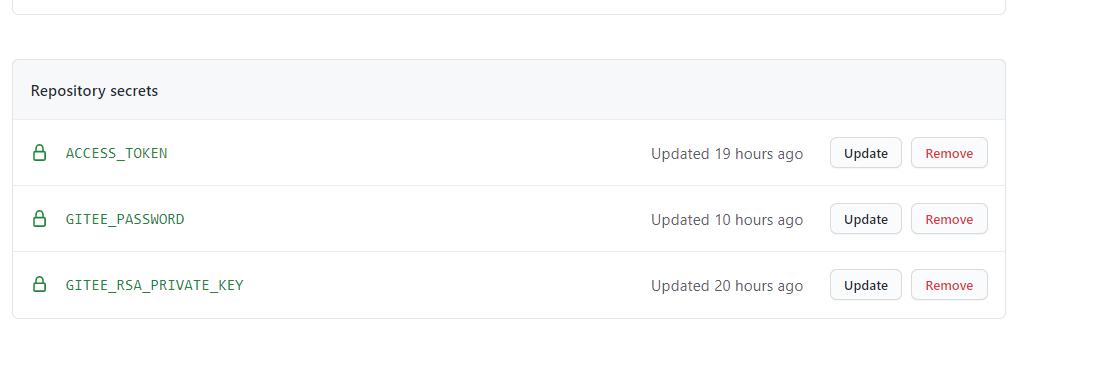 Repository secrets
ACCESS_TOKEN Updated 19 hours ago Update Remove
GITEE_PASSWORD Updated 10 hours ago Update Remove
GITEE_RSA_PRIVATE_KEY Updated 20 hours ago Update Remove